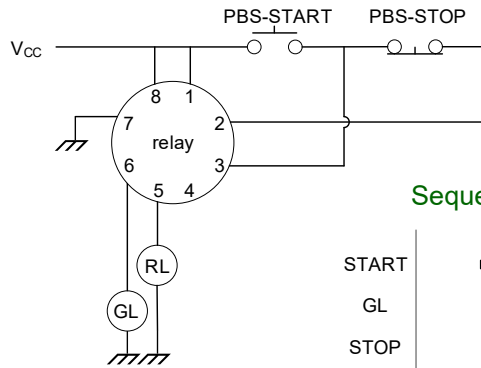 PBS-START PBS-STOP
Vcc
8 1
7 2
relay
6 3
5 4
RL
GL
START
GL
STOP